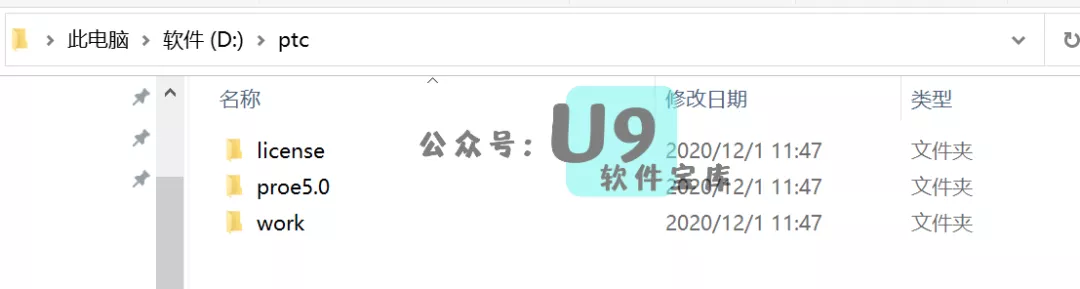 此电脑 > 软件 (D:) > ptc
名称 修改日期 类型
license 2020/12/1 11:47 文件夹
proe5.0 2020/12/1 11:47 文件夹
work 2020/12/1 11:47 文件夹
公众号：U9
软件宝库